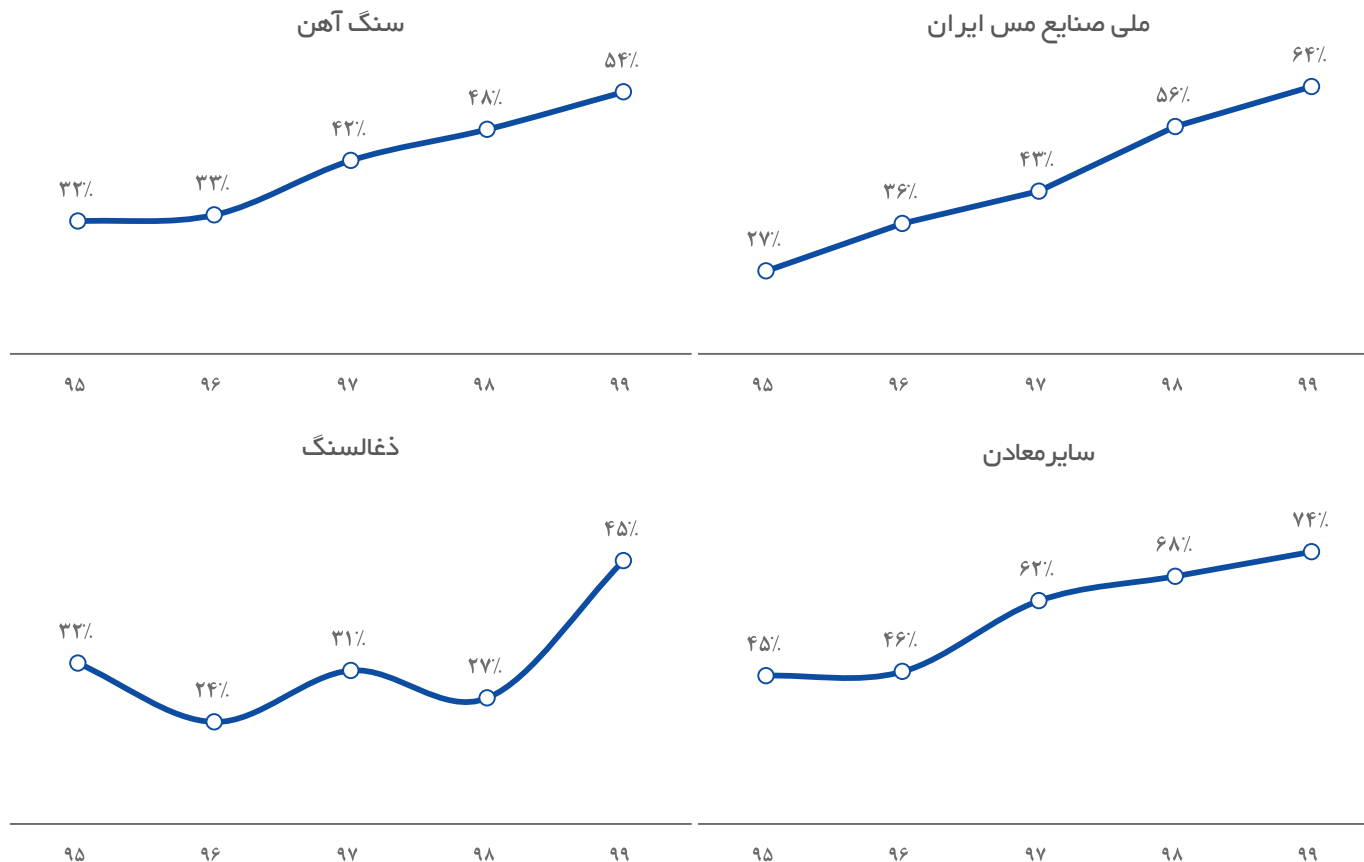 ملی صنایع مس ایران
۶۴٪
۵۶٪
۴۳٪
۳۶٪
۲۷٪
۹۵ ۹۶ ۹۷ ۹۸ ۹۹
سنگ آهن
۵۴٪
۴۸٪
۴۲٪
۳۳٪
۳۲٪
۹۵ ۹۶ ۹۷ ۹۸ ۹۹
سایر معادن
۷۴٪
۶۸٪
۶۲٪
۴۶٪
۴۵٪
۹۵ ۹۶ ۹۷ ۹۸ ۹۹
ذغالسنگ
۴۵٪
۳۲٪
۳۱٪
۲۷٪
۲۴٪
۹۵ ۹۶ ۹۷ ۹۸ ۹۹